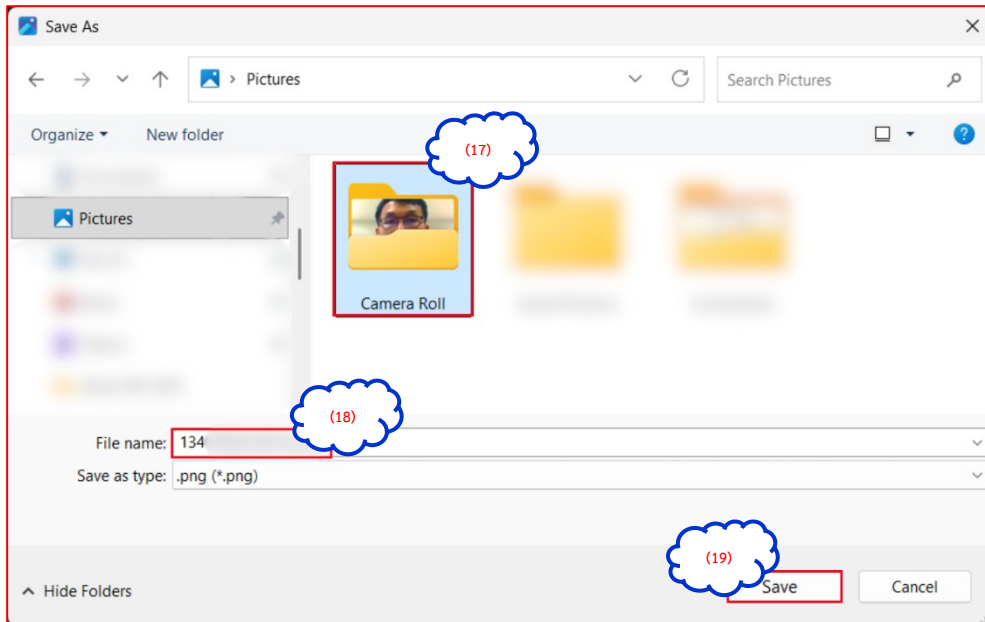 Save As
Pictures
Search Pictures
Organize
New folder
(17)
Pictures
Camera Roll
(18)
File name: 134
Save as type: .png (*.png)
(19)
Hide Folders
Save
Cancel